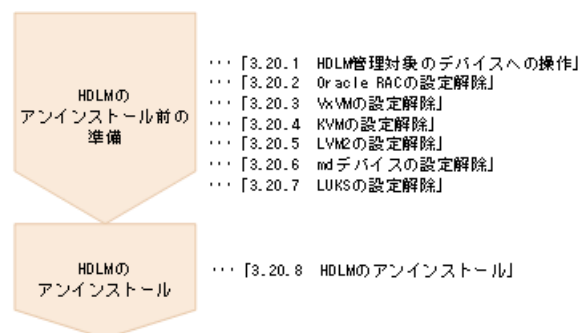 HDLMの
アンインストール前の
準備
･･･「3.20.1 HDLM管理対象のデバイスへの操作」
･･･「3.20.2 Oracle RACの設定解除」
･･･「3.20.3 VxVMの設定解除」
･･･「3.20.4 KVMの設定解除」
･･･「3.20.5 LVM2の設定解除」
･･･「3.20.6 mdデバイスの設定解除」
･･･「3.20.7 LUKSの設定解除」
HDLMの
アンインストール
･･･「3.20.8 HDLMのアンインストール」